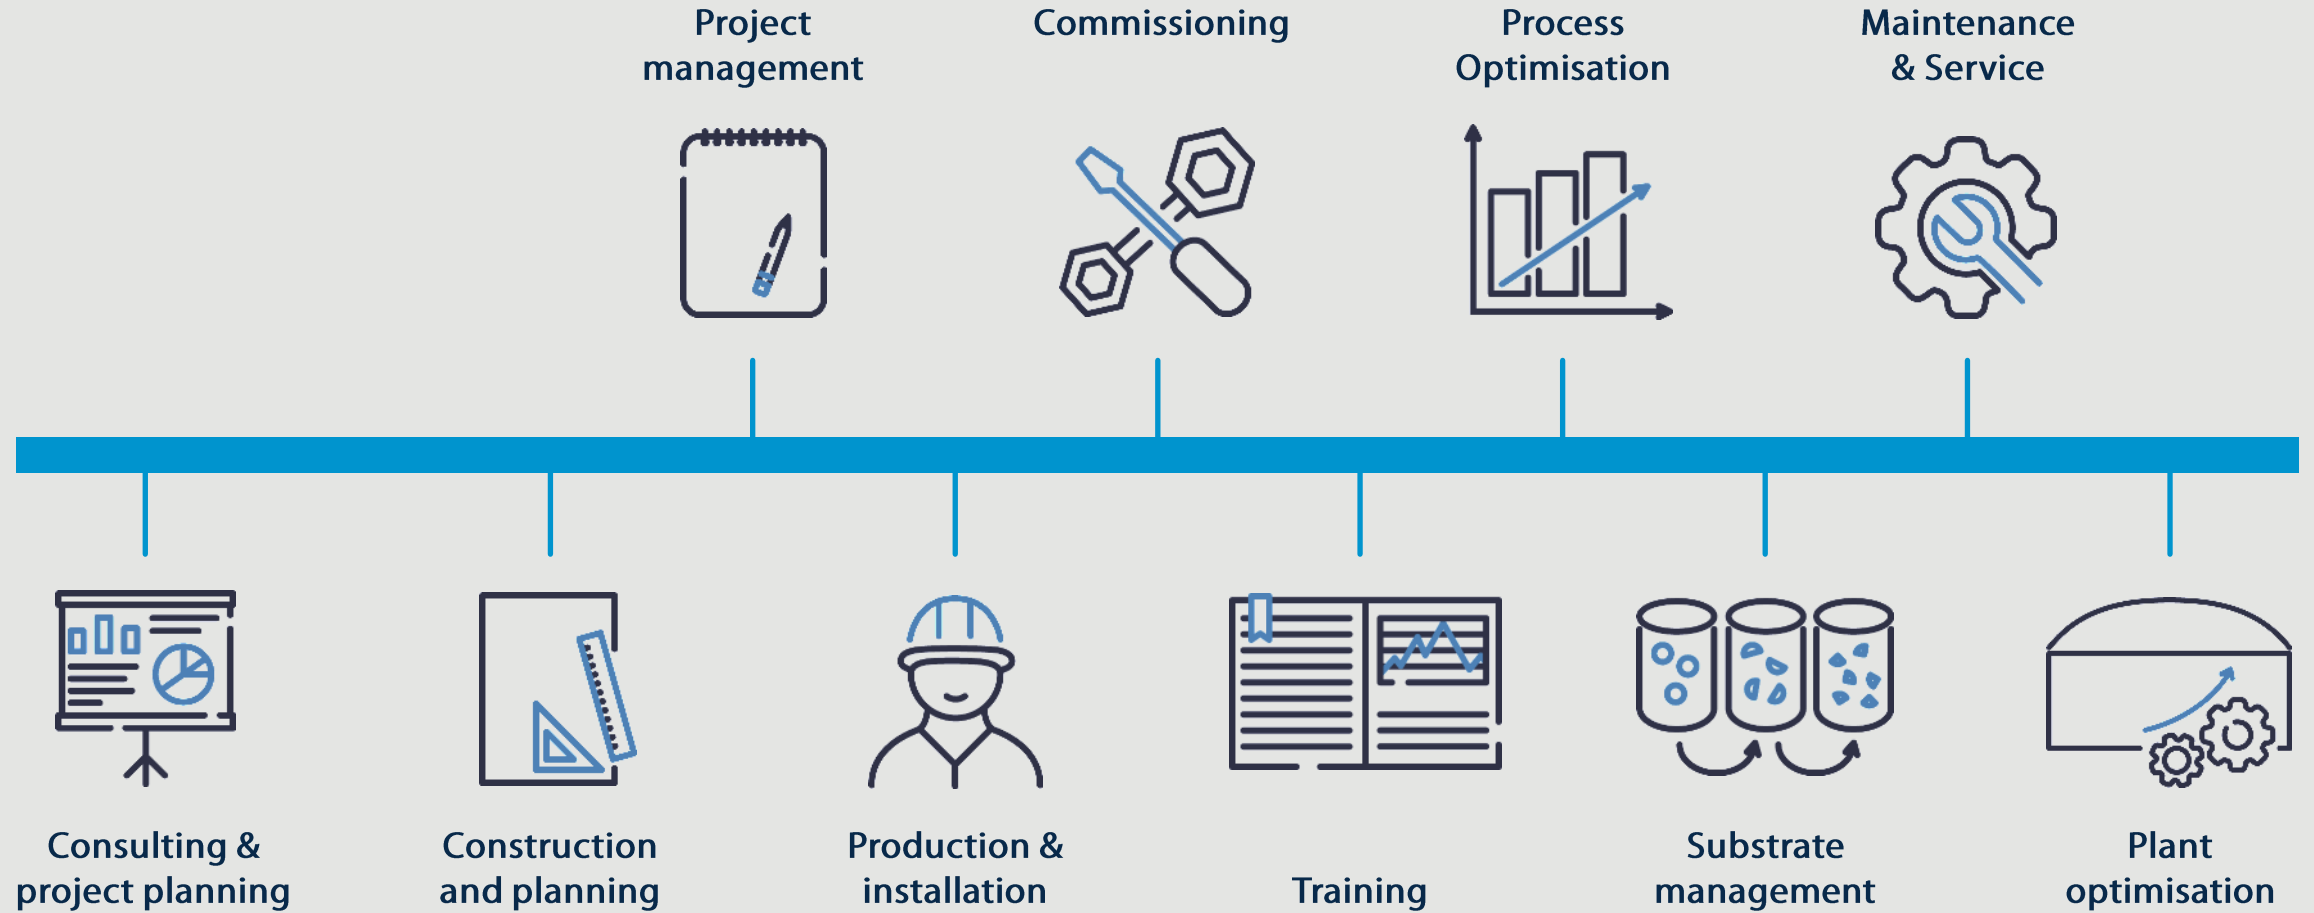 Project
management
Commissioning
Process
Optimisation
Maintenance
& Service
Consulting &
project planning
Construction
and planning
Production &
installation
Training
Substrate
management
Plant
optimisation